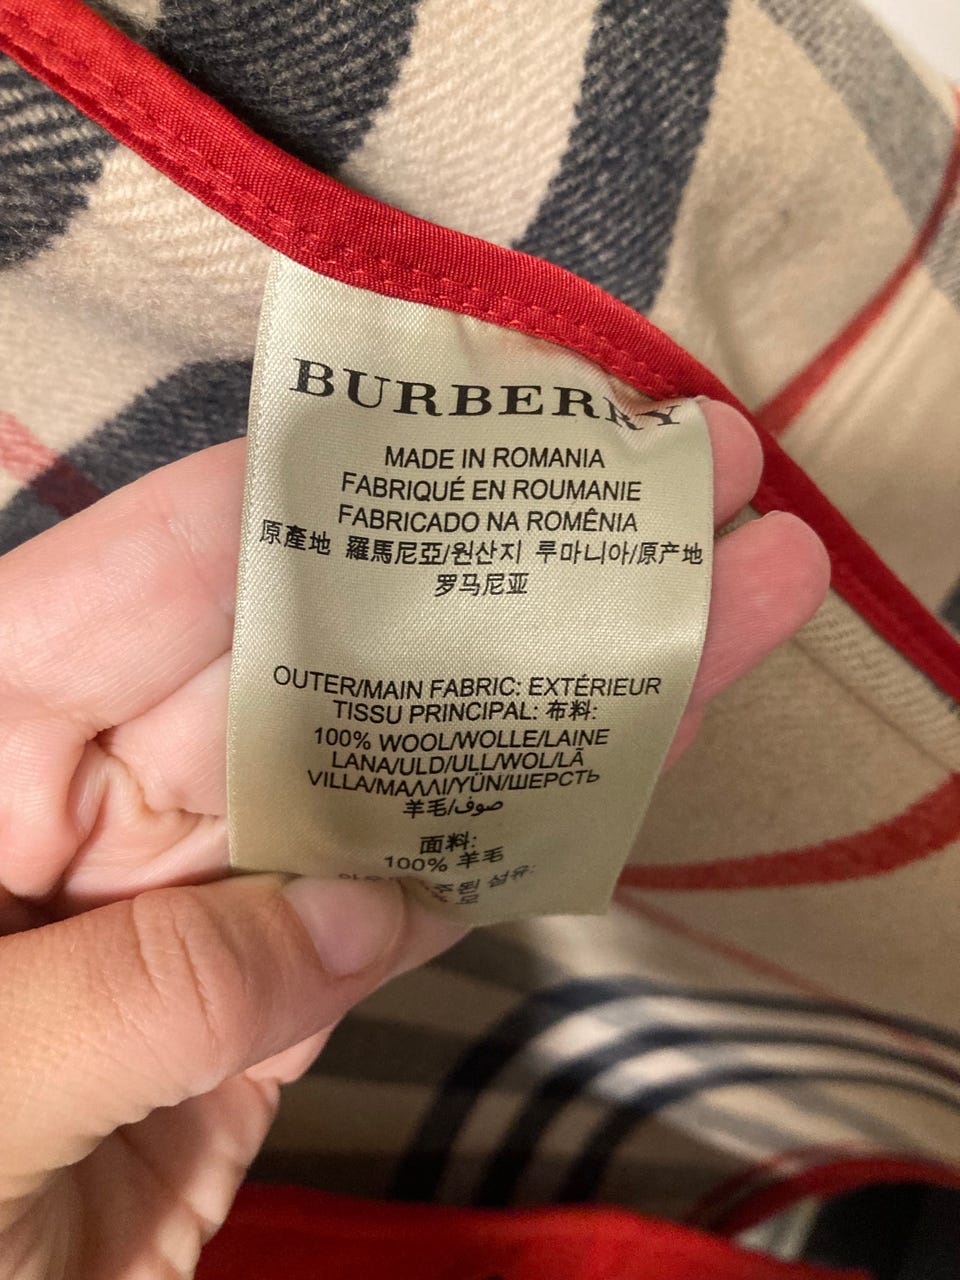 BURBERRY
MADE IN ROMANIA
FABRIQUÉ EN ROUMANIE
FABRICADO NA ROMÊNIA
原產地 羅馬尼亞/원산지 루마니아/原产地
罗马尼亚
OUTER/MAIN FABRIC: EXTÉRIEUR
TISSU PRINCIPAL: 布料:
100% WOOL/WOLLE/LAINE
LANA/ULD/ULL/WOL/LÃ
VILLA/ΜΑΛΛΙ/YÜN/ШЕРСТЬ
羊毛/صوف
面料:
100% 羊毛
섬유:
모